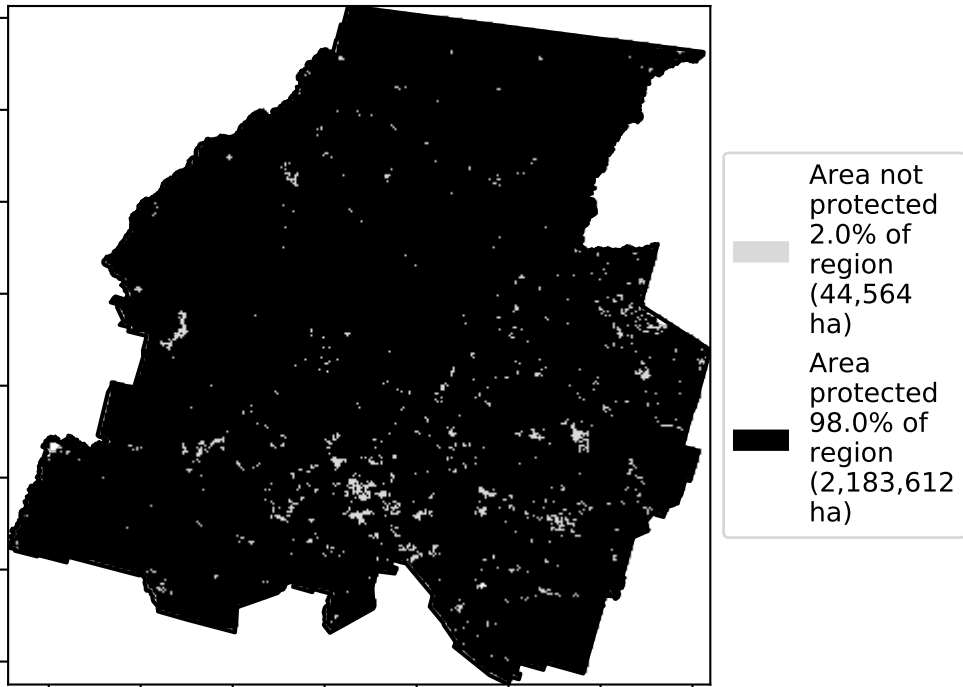 Area not
protected
2.0% of
region
(44,564
ha)
Area
protected
98.0% of
region
(2,183,612
ha)